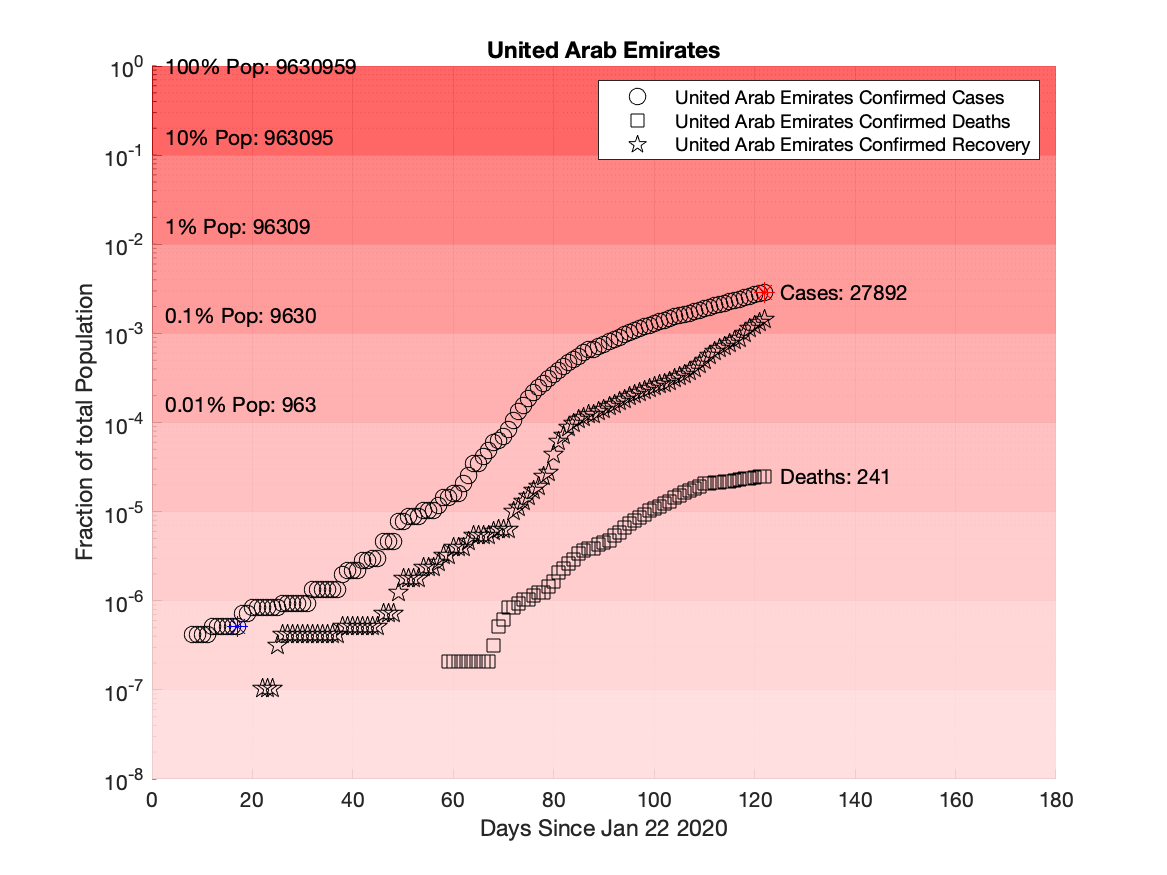 United Arab Emirates
10^0
100% Pop: 9630959
United Arab Emirates Confirmed Cases
United Arab Emirates Confirmed Deaths
United Arab Emirates Confirmed Recovery
10% Pop: 963095
10^-1
1% Pop: 96309
10^-2
Cases: 27892
0.1% Pop: 9630
10^-3
0.01% Pop: 963
10^-4
Deaths: 241
10^-5
10^-6
10^-7
10^-8
Fraction of total Population
0 20 40 60 80 100 120 140 160 180
Days Since Jan 22 2020